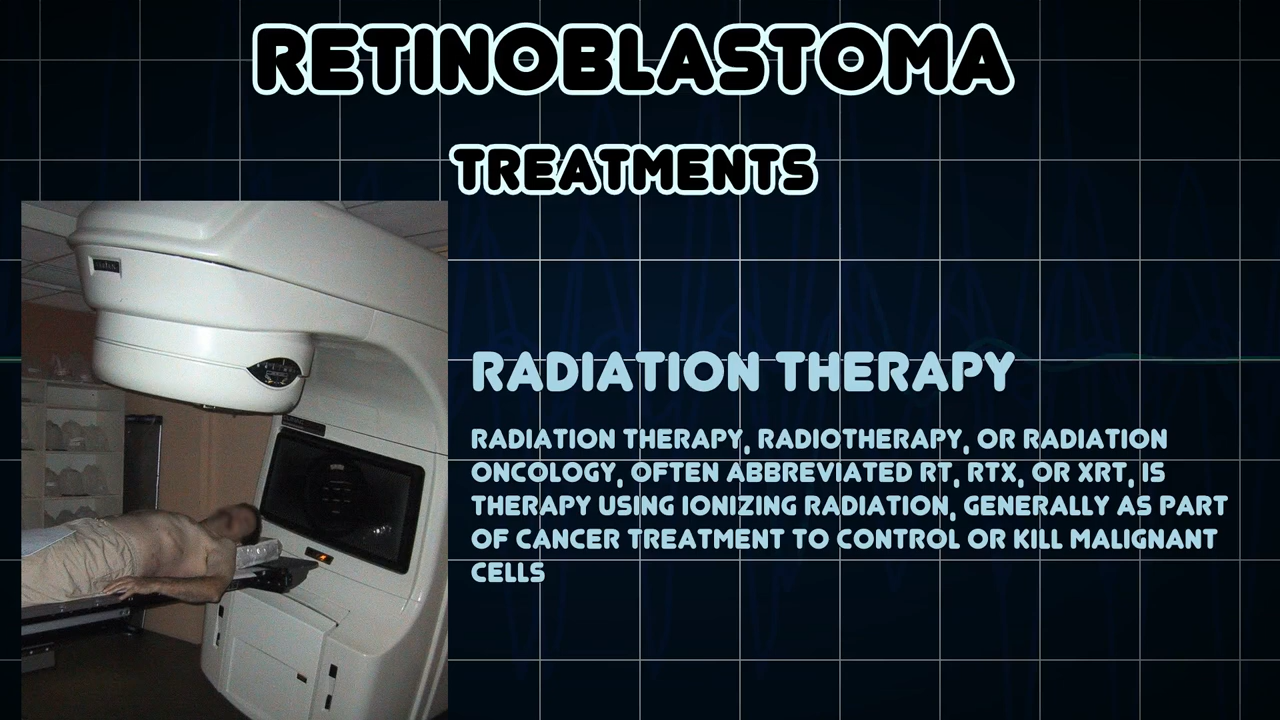 RETINOBLASTOMA
TREATMENTS
RADIATION THERAPY
RADIATION THERAPY, RADIOTHERAPY, OR RADIATION
ONCOLOGY, OFTEN ABBREVIATED RT, RTX, OR XRT, IS
THERAPY USING IONIZING RADIATION, GENERALLY AS PART
OF CANCER TREATMENT TO CONTROL OR KILL MALIGNANT
CELLS